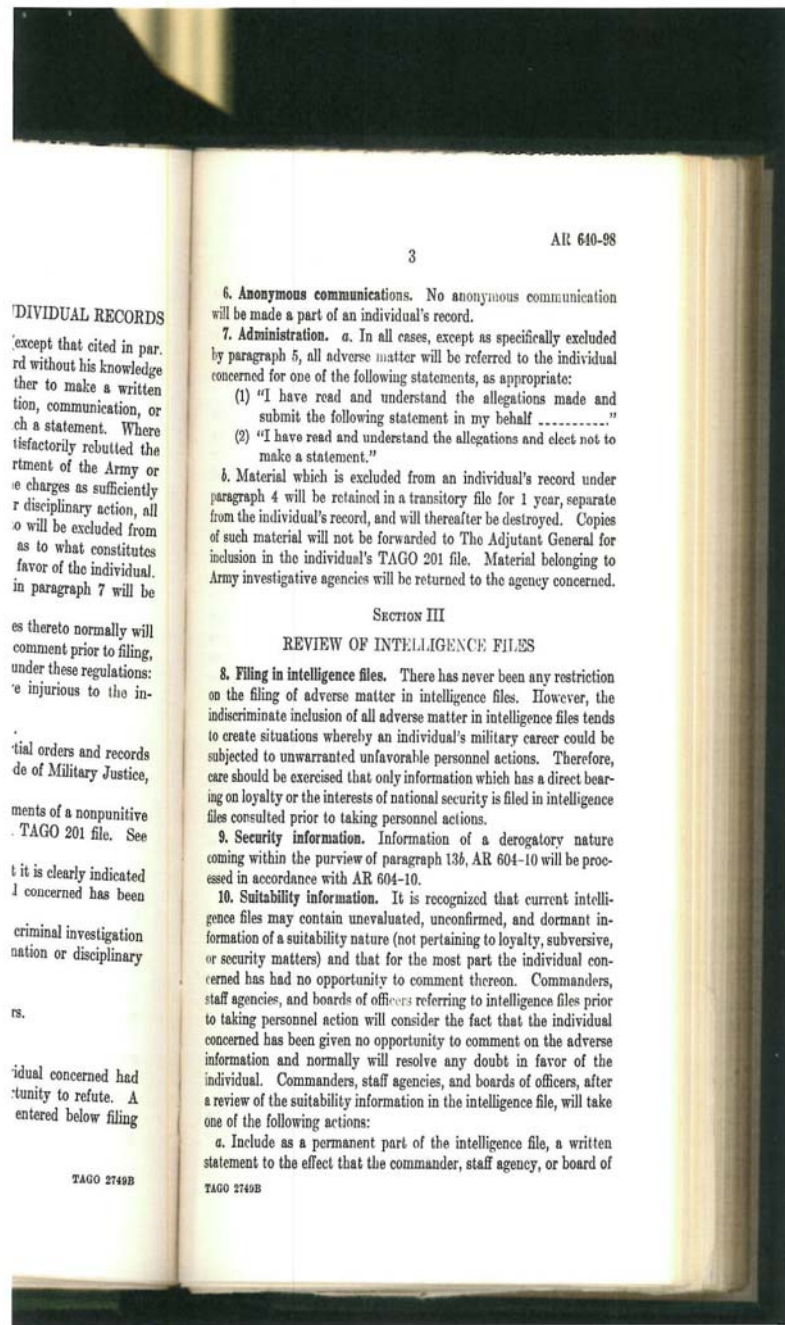 'DIVIDUAL RECORDS
except that cited in par.
rd without his knowledge
ther to make a written
tion, communication, or
ch a statement. Where
tisfactorily rebutted the
rtment of the Army or
e charges as sufficiently
r disciplinary action, all
o will be excluded from
as to what constitutes
favor of the individual.
in paragraph 7 will be
es thereto normally will
comment prior to filing,
under these regulations:
e injurious to the in-
tial orders and records
de of Military Justice,
ments of a nonpunitive
. TAGO 201 file. See
t it is clearly indicated
l concerned has been
criminal investigation
nation or disciplinary
rs.
idual concerned had
tunity to refute. A
entered below filing
TAGO 2749B
AR 640-98
3
6. Anonymous communications. No anonymous communication
will be made a part of an individual's record.
7. Administration. a. In all cases, except as specifically excluded
by paragraph 5, all adverse matter will be referred to the individual
concerned for one of the following statements, as appropriate:
(1) "I have read and understand the allegations made and
submit the following statement in my behalf ----------."
(2) "I have read and understand the allegations and elect not to
make a statement."
b. Material which is excluded from an individual's record under
paragraph 4 will be retained in a transitory file for 1 year, separate
from the individual's record, and will thereafter be destroyed. Copies
of such material will not be forwarded to The Adjutant General for
inclusion in the individual's TAGO 201 file. Material belonging to
Army investigative agencies will be returned to the agency concerned.
SECTION III
REVIEW OF INTELLIGENCE FILES
8. Filing in intelligence files. There has never been any restriction
on the filing of adverse matter in intelligence files. However, the
indiscriminate inclusion of all adverse matter in intelligence files tends
to create situations whereby an individual's military career could be
subjected to unwarranted unfavorable personnel actions. Therefore,
care should be exercised that only information which has a direct bear-
ing on loyalty or the interests of national security is filed in intelligence
files consulted prior to taking personnel actions.
9. Security information. Information of a derogatory nature
coming within the purview of paragraph 13b, AR 604-10 will be proc-
essed in accordance with AR 604-10.
10. Suitability information. It is recognized that current intelli-
gence files may contain unevaluated, unconfirmed, and dormant in-
formation of a suitability nature (not pertaining to loyalty, subversive,
or security matters) and that for the most part the individual con-
cerned has had no opportunity to comment thereon. Commanders,
staff agencies, and boards of officers referring to intelligence files prior
to taking personnel action will consider the fact that the individual
concerned has been given no opportunity to comment on the adverse
information and normally will resolve any doubt in favor of the
individual. Commanders, staff agencies, and boards of officers, after
a review of the suitability information in the intelligence file, will take
one of the following actions:
a. Include as a permanent part of the intelligence file, a written
statement to the effect that the commander, staff agency, or board of
TAGO 2749B